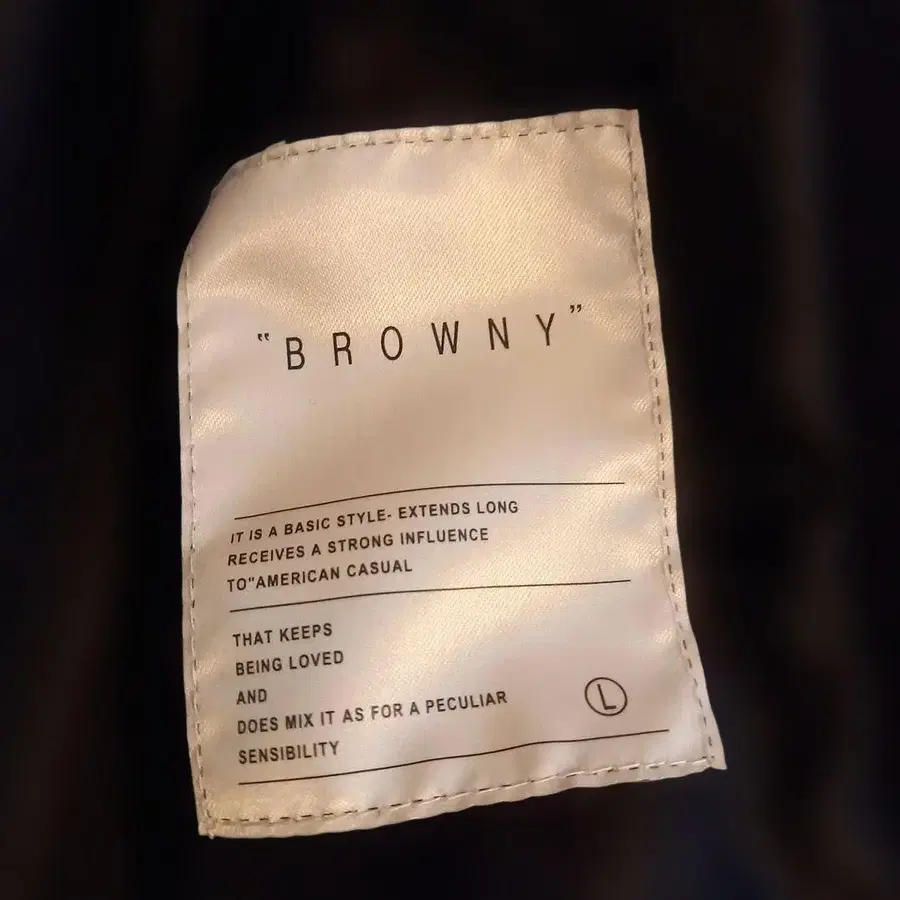 "BROWNY"
IT IS A BASIC STYLE- EXTENDS LONG
RECEIVES A STRONG INFLUENCE
TO"AMERICAN CASUAL
THAT KEEPS
BEING LOVED
AND
DOES MIX IT AS FOR A PECULIAR
SENSIBILITY
L